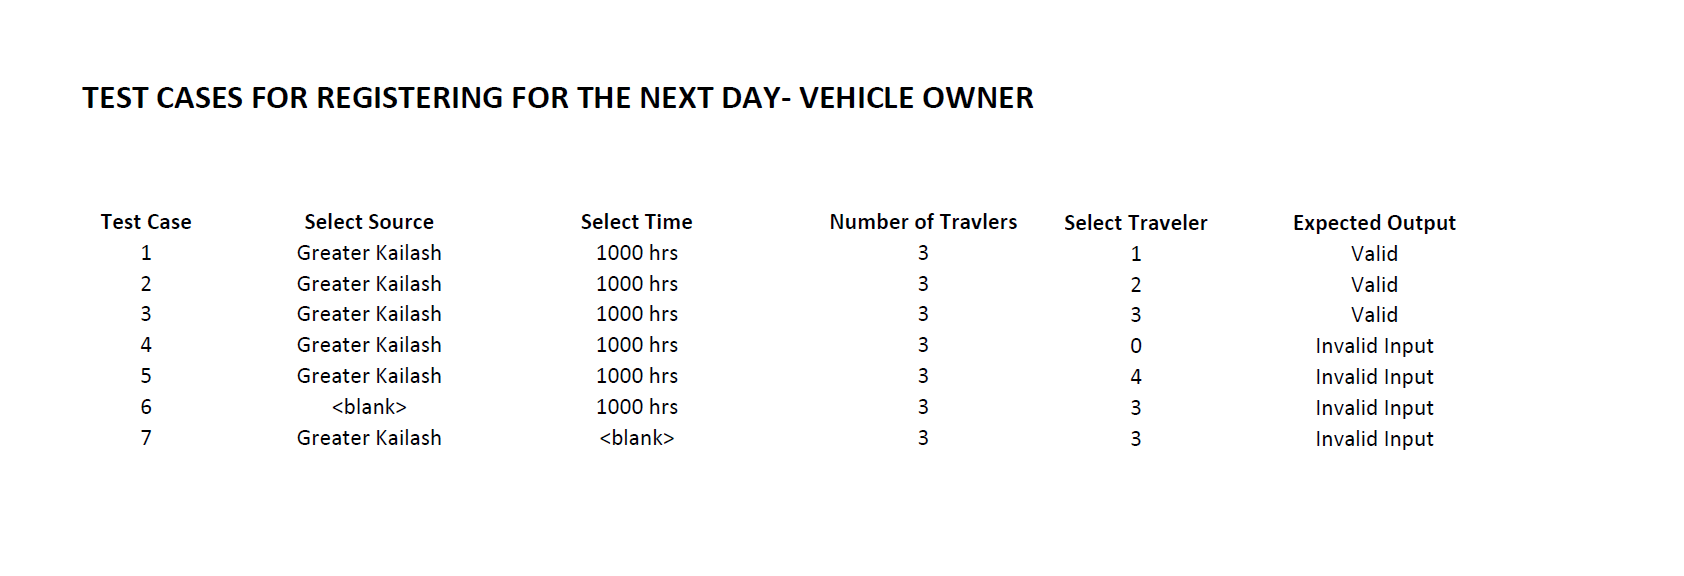 TEST CASES FOR REGISTERING FOR THE NEXT DAY- VEHICLE OWNER
Test Case Select Source Select Time Number of Travlers Select Traveler Expected Output
1 Greater Kailash 1000 hrs 3 1 Valid
2 Greater Kailash 1000 hrs 3 2 Valid
3 Greater Kailash 1000 hrs 3 3 Valid
4 Greater Kailash 1000 hrs 3 0 Invalid Input
5 Greater Kailash 1000 hrs 3 4 Invalid Input
6 <blank> 1000 hrs 3 3 Invalid Input
7 Greater Kailash <blank> 3 3 Invalid Input